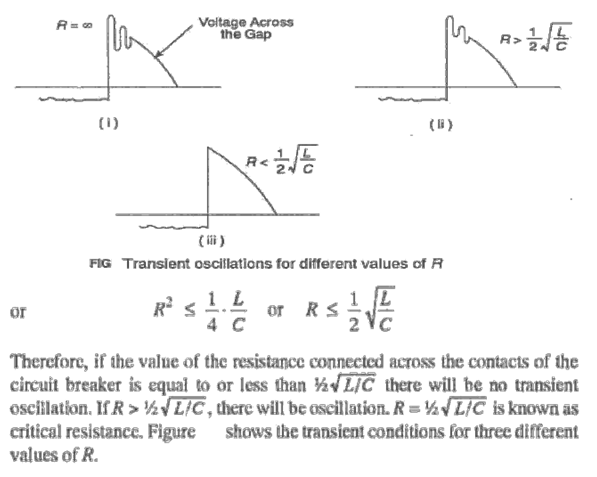 R = ∞
Voltage Across
the Gap
R > 1/2 √(L/C)
(i)
(ii)
R < 1/2 √(L/C)
(iii)
FIG Transient oscillations for different values of R
or R² ≤ 1/4 · L/C or R ≤ 1/2 √(L/C)
Therefore, if the value of the resistance connected across the contacts of the
circuit breaker is equal to or less than ½√L/C there will be no transient
oscillation. If R > ½√L/C, there will be oscillation. R = ½√L/C is known as
critical resistance. Figure shows the transient conditions for three different
values of R.